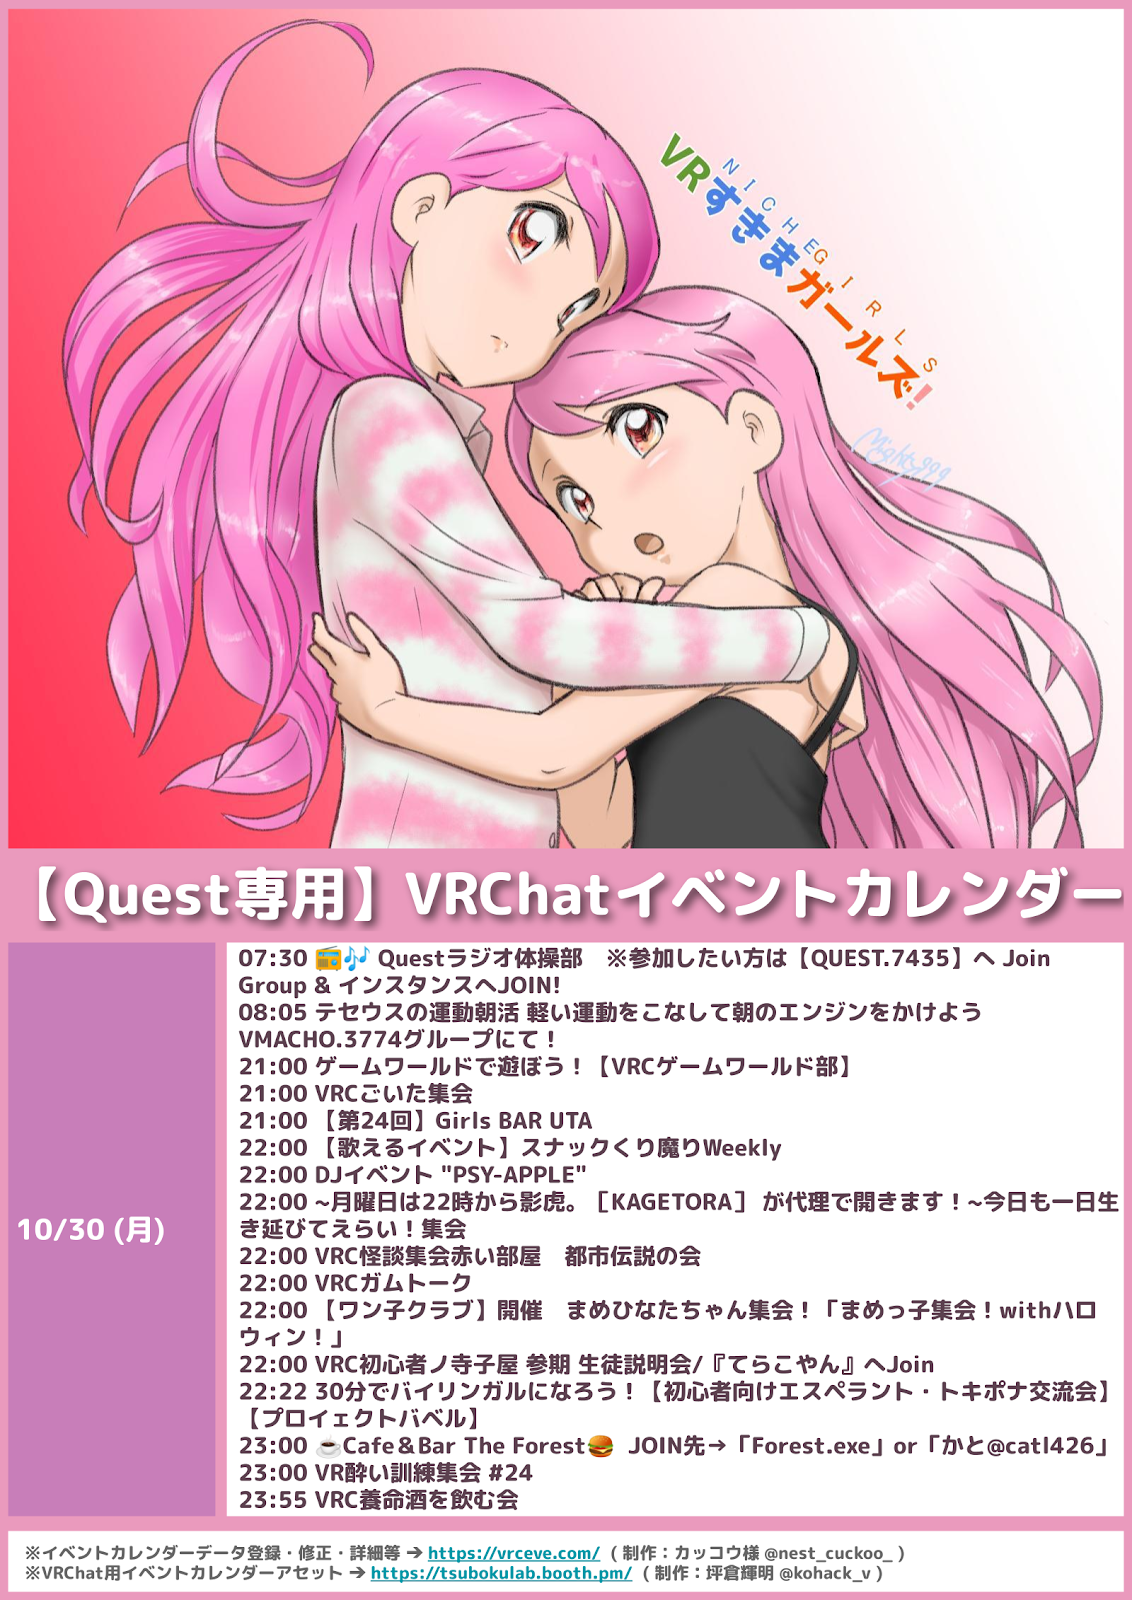 NICHE GIRLS
VRすきまガールズ!
Mighty999
【Quest専用】VRChatイベントカレンダー
10/30 (月)
07:30 📻🎶 Questラジオ体操部　※参加したい方は【QUEST.7435】へ Join
Group & インスタンスへJOIN!
08:05 テセウスの運動朝活 軽い運動をこなして朝のエンジンをかけよう
VMACHO.3774グループにて！
21:00 ゲームワールドで遊ぼう！【VRCゲームワールド部】
21:00 VRCごいた集会
21:00 【第24回】Girls BAR UTA
22:00 【歌えるイベント】スナックくり魔りWeekly
22:00 DJイベント "PSY-APPLE"
22:00 ~月曜日は22時から影虎。［KAGETORA］ が代理で開きます！~今日も一日生
き延びてえらい！集会
22:00 VRC怪談集会赤い部屋　都市伝説の会
22:00 VRCガムトーク
22:00 【ワン子クラブ】開催　まめひなたちゃん集会！「まめっ子集会！withハロ
ウィン！」
22:00 VRC初心者ノ寺子屋 参期 生徒説明会/『てらこやん』へJoin
22:22 30分でバイリンガルになろう！【初心者向けエスペラント・トキポナ交流会】
【プロイェクトバベル】
23:00 ☕Cafe＆Bar The Forest🍔 JOIN先→「Forest.exe」or「かと@catl426」
23:00 VR酔い訓練集会 #24
23:55 VRC養命酒を飲む会
※イベントカレンダーデータ登録・修正・詳細等 ➔ https://vrceve.com/ ( 制作：カッコウ様 @nest_cuckoo_ )
※VRChat用イベントカレンダーアセット ➔ https://tsubokulab.booth.pm/ ( 制作：坪倉輝明 @kohack_v )